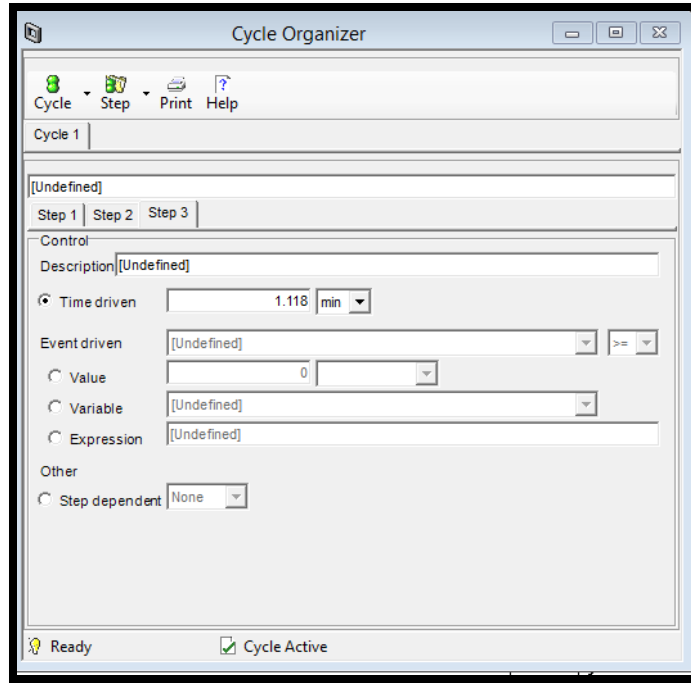 Cycle Organizer
Cycle Step Print Help
Cycle 1
[Undefined]
Step 1 Step 2 Step 3
Control
Description [Undefined]
Time driven 1.118 min
Event driven [Undefined] >=
Value 0
Variable [Undefined]
Expression [Undefined]
Other
Step dependent None
Ready Cycle Active